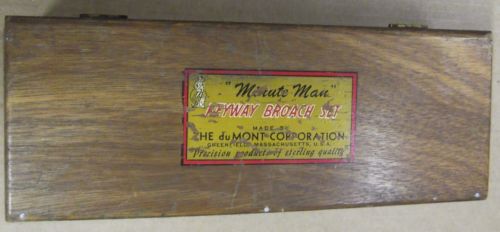 "Minute Man"
KEYWAY BROACH SET
MADE BY
THE duMONT CORPORATION
GREENFIELD, MASSACHUSETTS, U.S.A.
"Precision products of sterling quality"